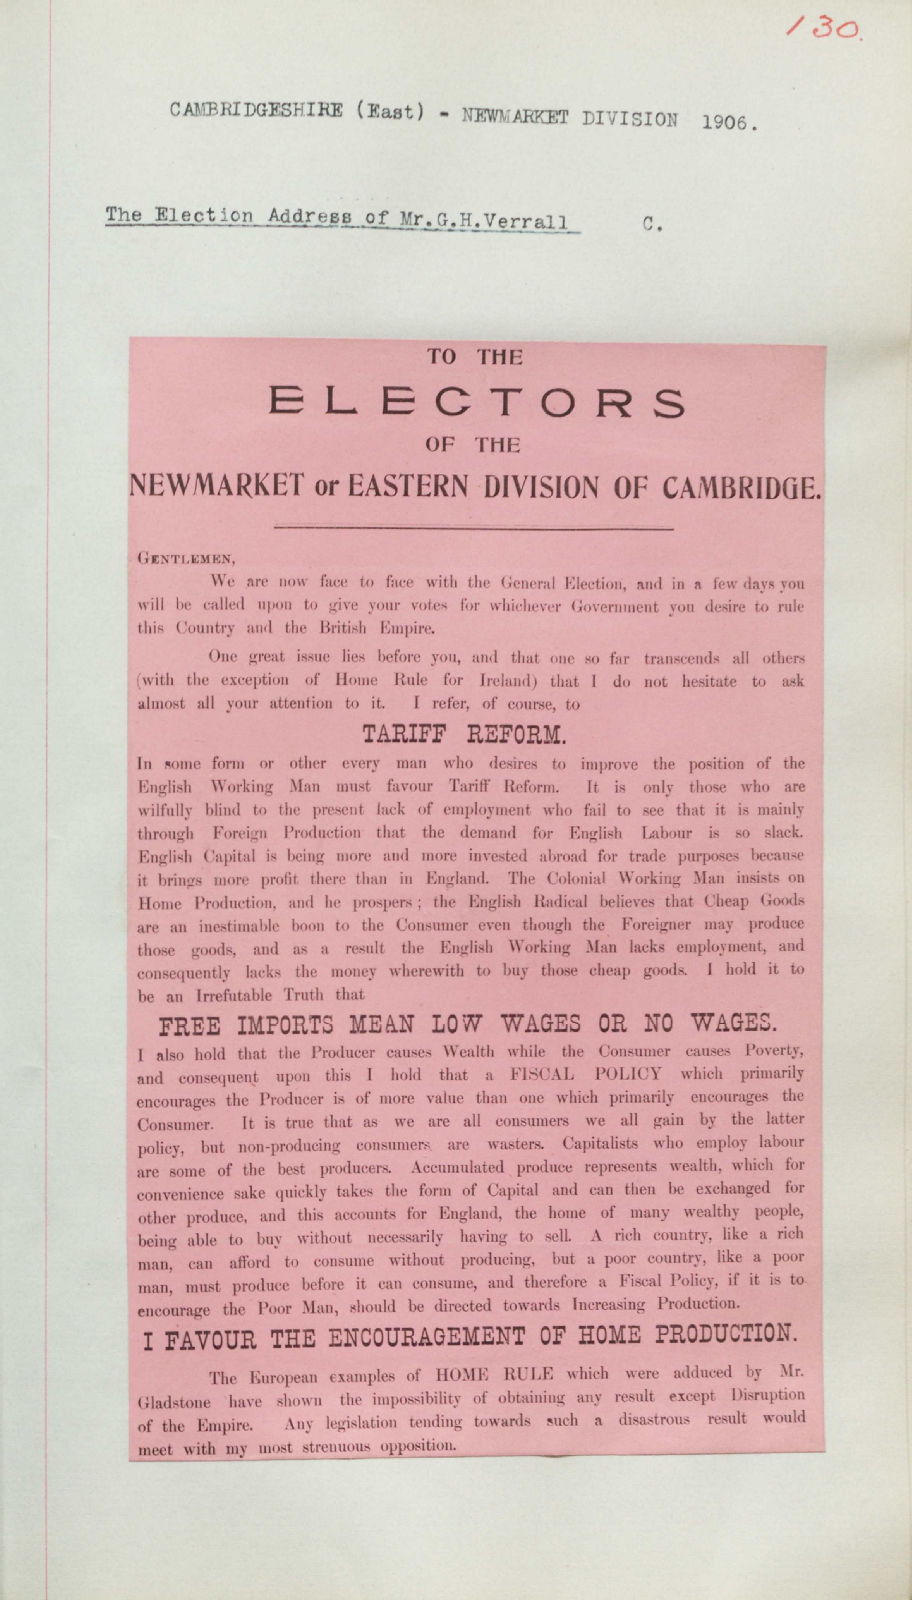 130.
CAMBRIDGESHIRE (East) - NEWMARKET DIVISION 1906.
The Election Address of Mr.G.H.Verrall C.
TO THE
ELECTORS
OF THE
NEWMARKET or EASTERN DIVISION OF CAMBRIDGE.
GENTLEMEN,
We are now face to face with the General Election, and in a few days you
will be called upon to give your votes for whichever Government you desire to rule
this Country and the British Empire.
One great issue lies before you, and that one so far transcends all others
(with the exception of Home Rule for Ireland) that I do not hesitate to ask
almost all your attention to it. I refer, of course, to
TARIFF REFORM.
In some form or other every man who desires to improve the position of the
English Working Man must favour Tariff Reform. It is only those who are
wilfully blind to the present lack of employment who fail to see that it is mainly
through Foreign Production that the demand for English Labour is so slack.
English Capital is being more and more invested abroad for trade purposes because
it brings more profit there than in England. The Colonial Working Man insists on
Home Production, and he prospers; the English Radical believes that Cheap Goods
are an inestimable boon to the Consumer even though the Foreigner may produce
those goods, and as a result the English Working Man lacks employment, and
consequently lacks the money wherewith to buy those cheap goods. I hold it to
be an Irrefutable Truth that
FREE IMPORTS MEAN LOW WAGES OR NO WAGES.
I also hold that the Producer causes Wealth while the Consumer causes Poverty,
and consequent upon this I hold that a FISCAL POLICY which primarily
encourages the Producer is of more value than one which primarily encourages the
Consumer. It is true that as we are all consumers we all gain by the latter
policy, but non-producing consumers are wasters. Capitalists who employ labour
are some of the best producers. Accumulated produce represents wealth, which for
convenience sake quickly takes the form of Capital and can then be exchanged for
other produce, and this accounts for England, the home of many wealthy people,
being able to buy without necessarily having to sell. A rich country, like a rich
man, can afford to consume without producing, but a poor country, like a poor
man, must produce before it can consume, and therefore a Fiscal Policy, if it is to
encourage the Poor Man, should be directed towards Increasing Production.
I FAVOUR THE ENCOURAGEMENT OF HOME PRODUCTION.
The European examples of HOME RULE which were adduced by Mr.
Gladstone have shown the impossibility of obtaining any result except Disruption
of the Empire. Any legislation tending towards such a disastrous result would
meet with my most strenuous opposition.